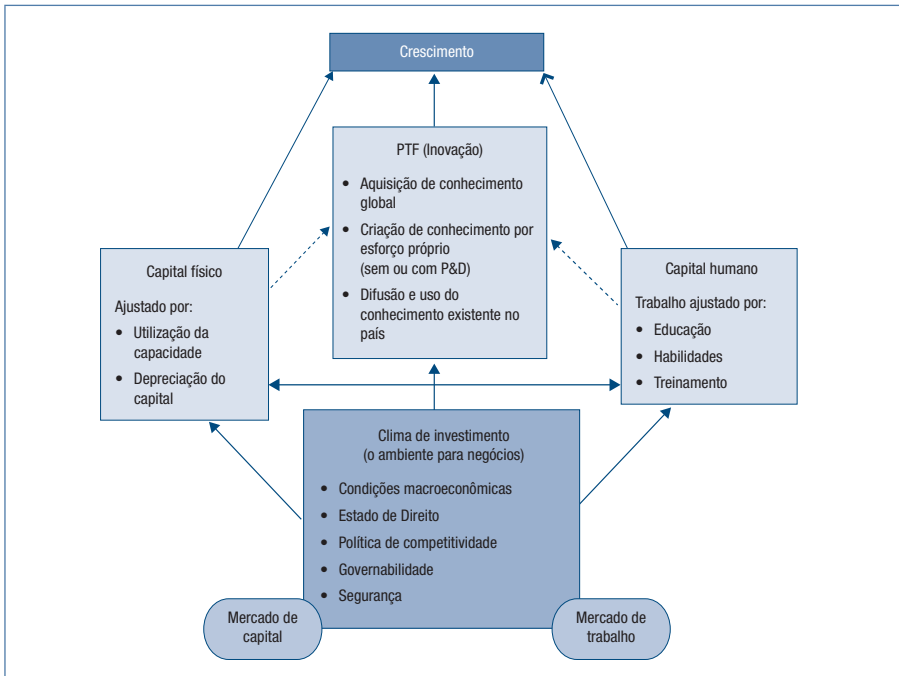 Crescimento
PTF (Inovação)
• Aquisição de conhecimento
global
• Criação de conhecimento por
esforço próprio
(sem ou com P&D)
• Difusão e uso do
conhecimento existente no
país
Capital físico
Ajustado por:
• Utilização da
capacidade
• Depreciação do
capital
Capital humano
Trabalho ajustado por:
• Educação
• Habilidades
• Treinamento
Clima de investimento
(o ambiente para negócios)
• Condições macroeconômicas
• Estado de Direito
• Política de competitividade
• Governabilidade
• Segurança
Mercado de
capital
Mercado de
trabalho